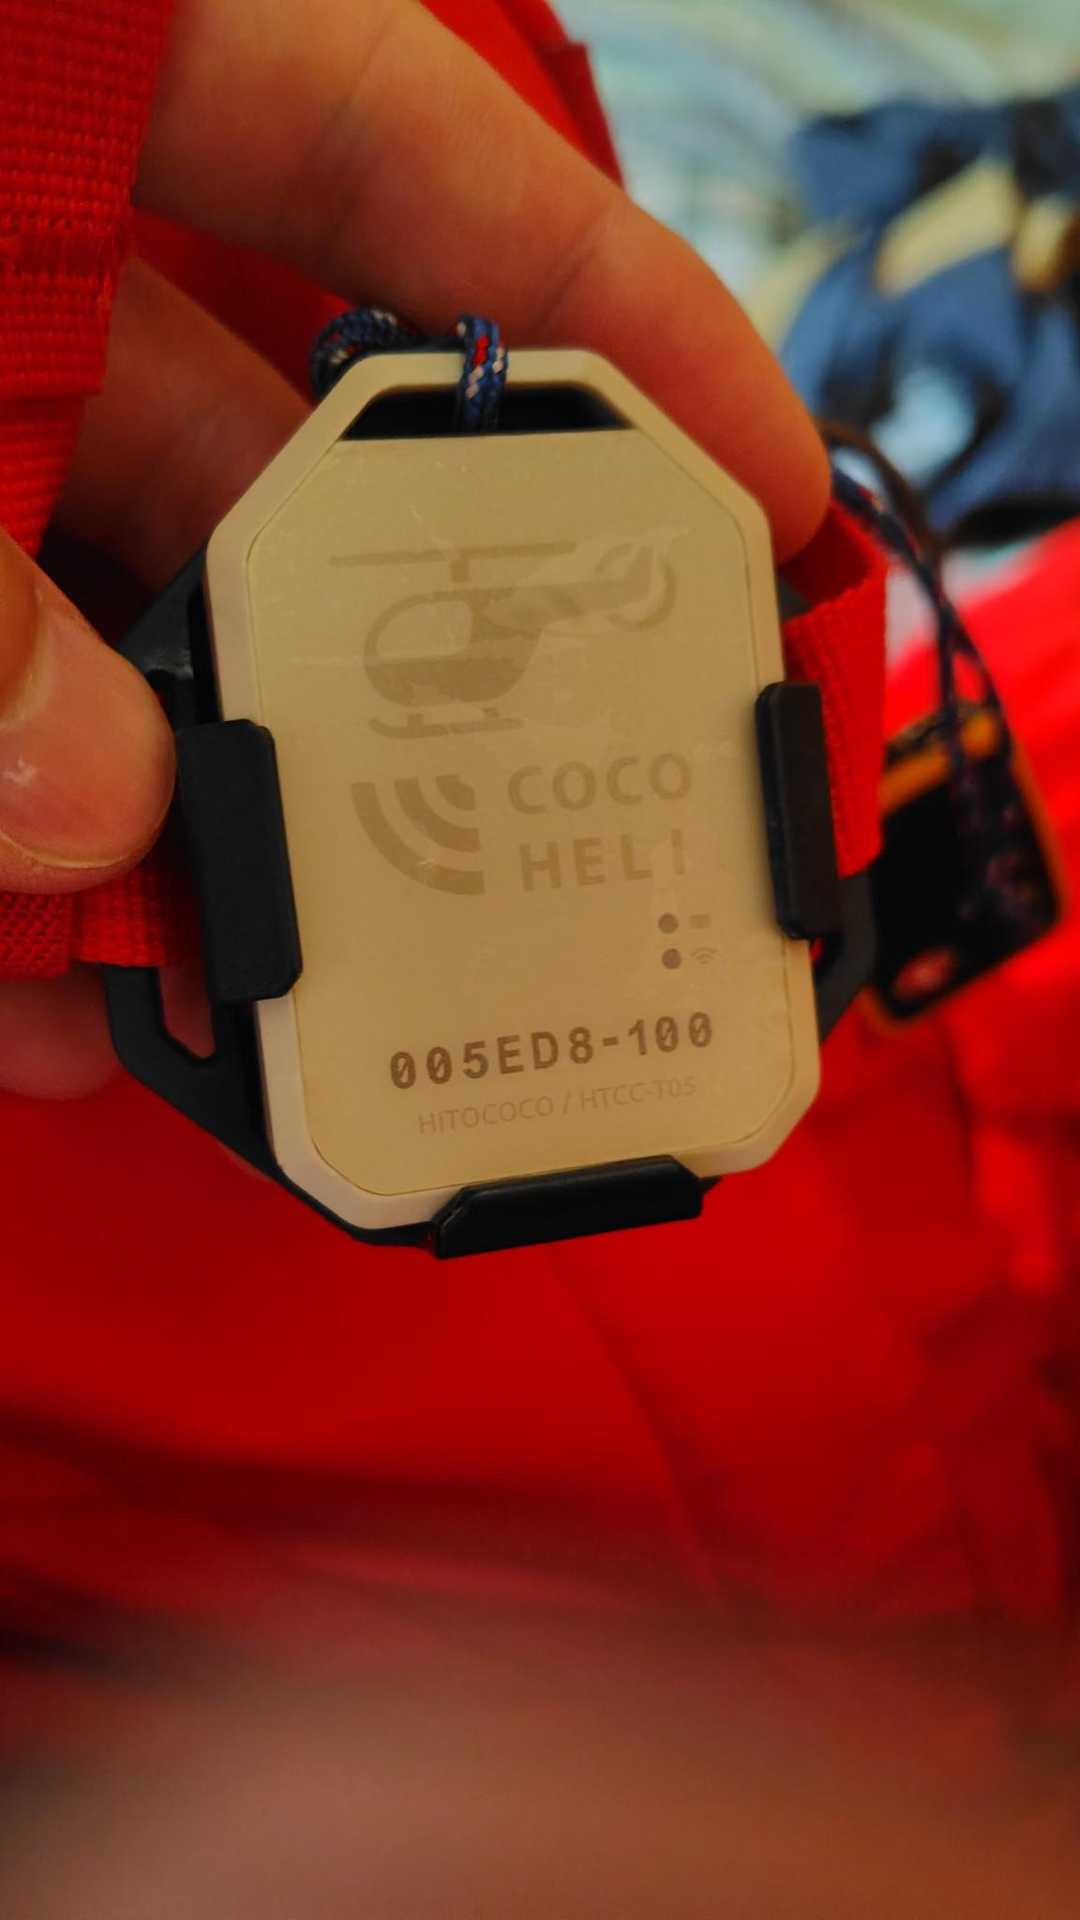 COCO
HELI
005ED8-100
HITOCOCO / HTCC-T05